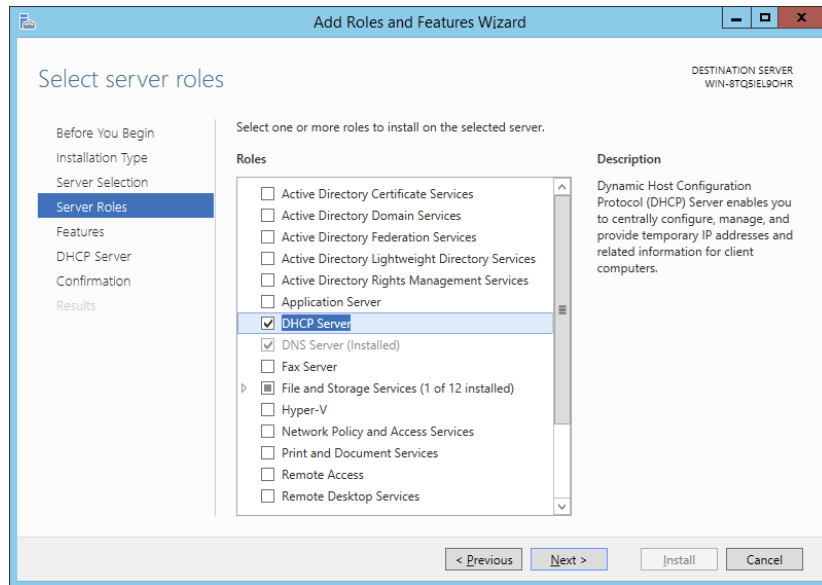 Add Roles and Features Wizard
Select server roles
DESTINATION SERVER
WIN-8TQ5IEL9OHR
Before You Begin
Installation Type
Server Selection
Server Roles
Features
DHCP Server
Confirmation
Results
Select one or more roles to install on the selected server.
Roles
Active Directory Certificate Services
Active Directory Domain Services
Active Directory Federation Services
Active Directory Lightweight Directory Services
Active Directory Rights Management Services
Application Server
DHCP Server
DNS Server (Installed)
Fax Server
File and Storage Services (1 of 12 installed)
Hyper-V
Network Policy and Access Services
Print and Document Services
Remote Access
Remote Desktop Services
Description
Dynamic Host Configuration
Protocol (DHCP) Server enables you
to centrally configure, manage, and
provide temporary IP addresses and
related information for client
computers.
< Previous
Next >
Install
Cancel